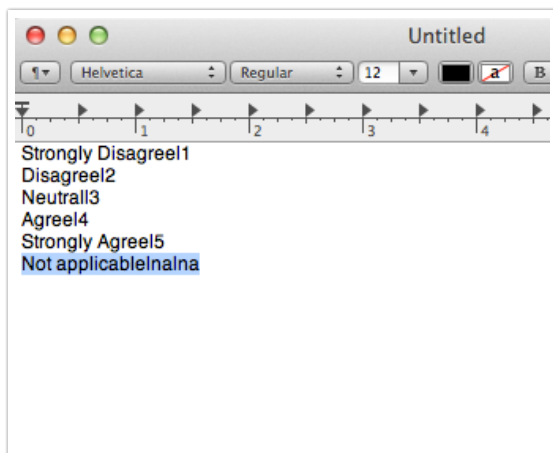 Untitled
¶ Helvetica Regular 12 a B
0 1 2 3 4
Strongly Disagree|1
Disagree|2
Neutral|3
Agree|4
Strongly Agree|5
Not applicable|na|na